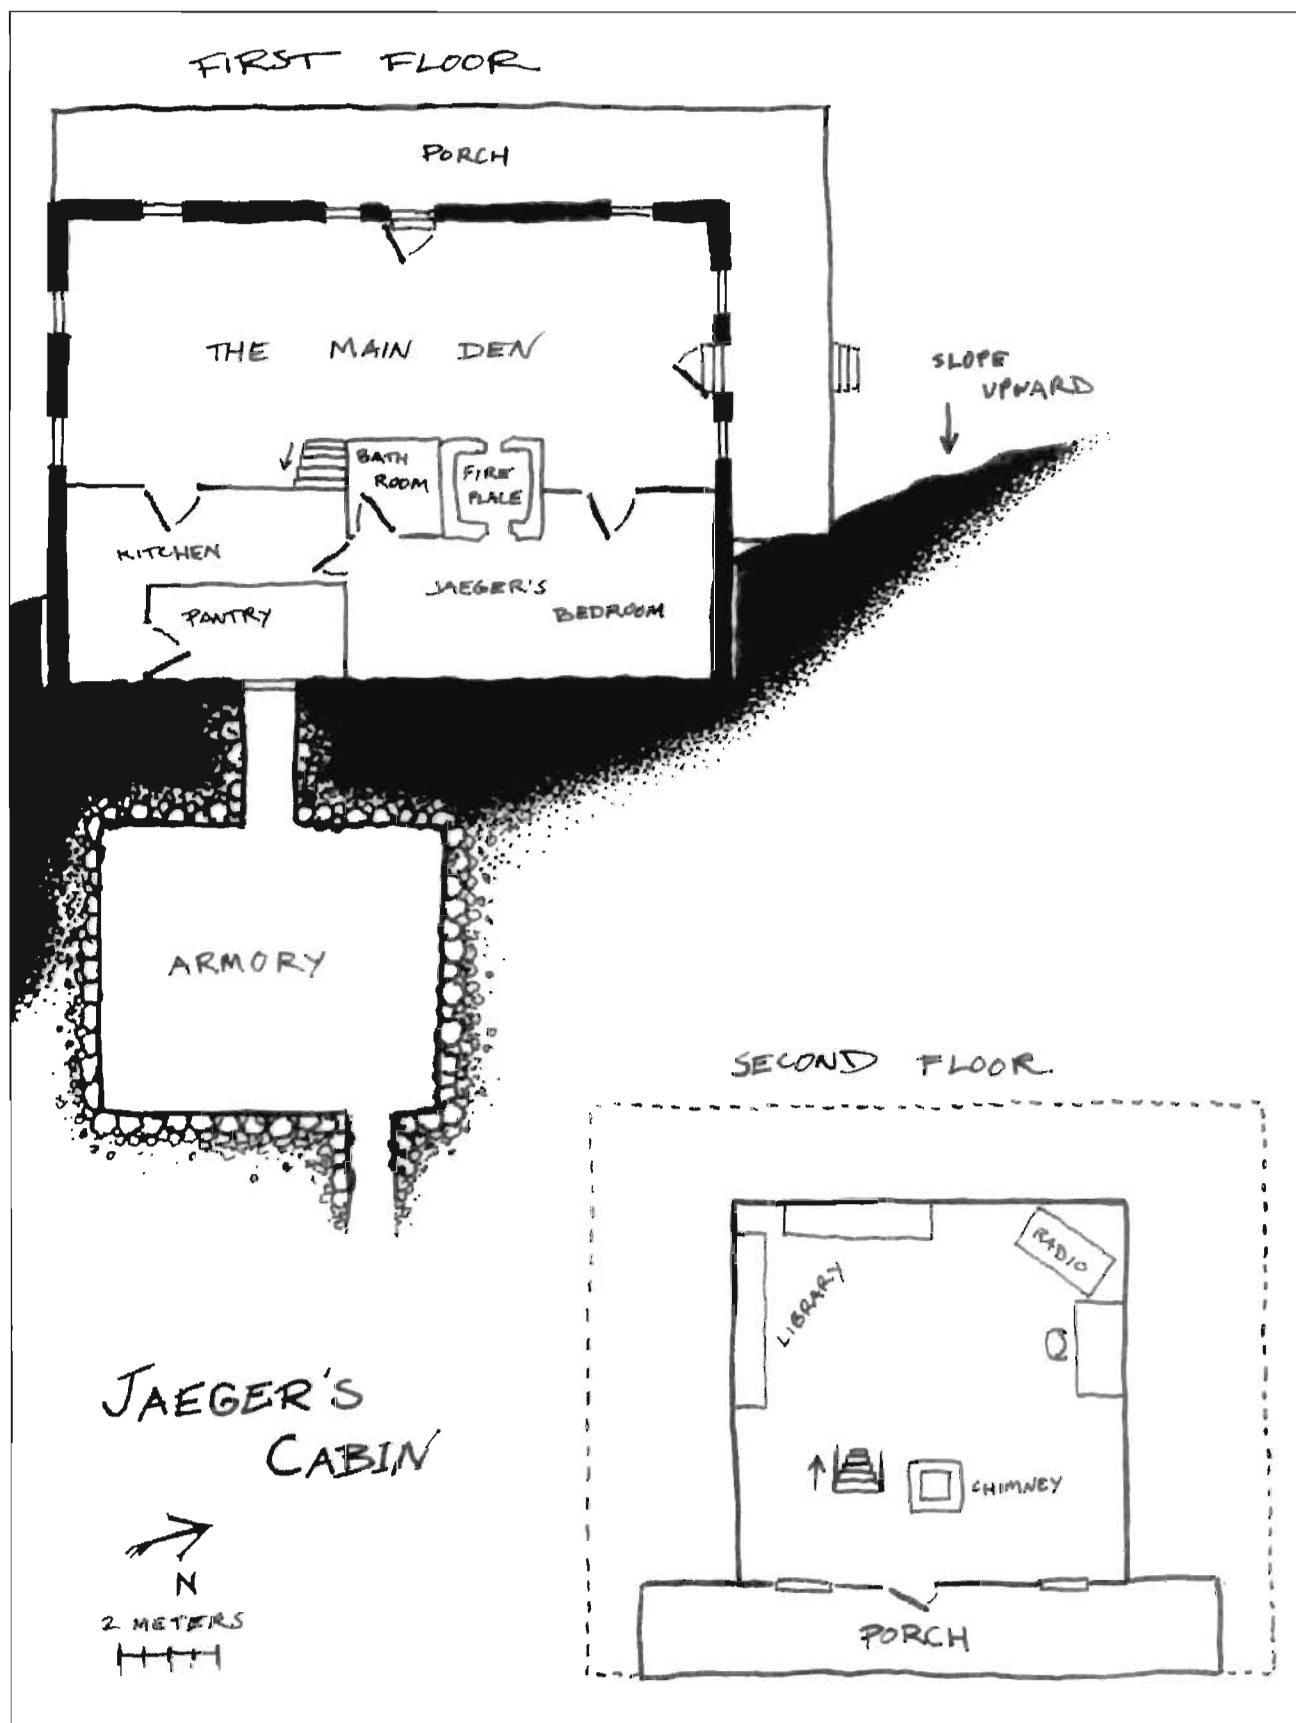 FIRST FLOOR
PORCH
THE MAIN DEN
SLOPE
UPWARD
BATH
ROOM
FIRE
PLACE
KITCHEN
JAEGER'S
BEDROOM
PANTRY
ARMORY
SECOND FLOOR
RADIO
LIBRARY
CHIMNEY
PORCH
JAEGER'S
CABIN
N
2 METERS